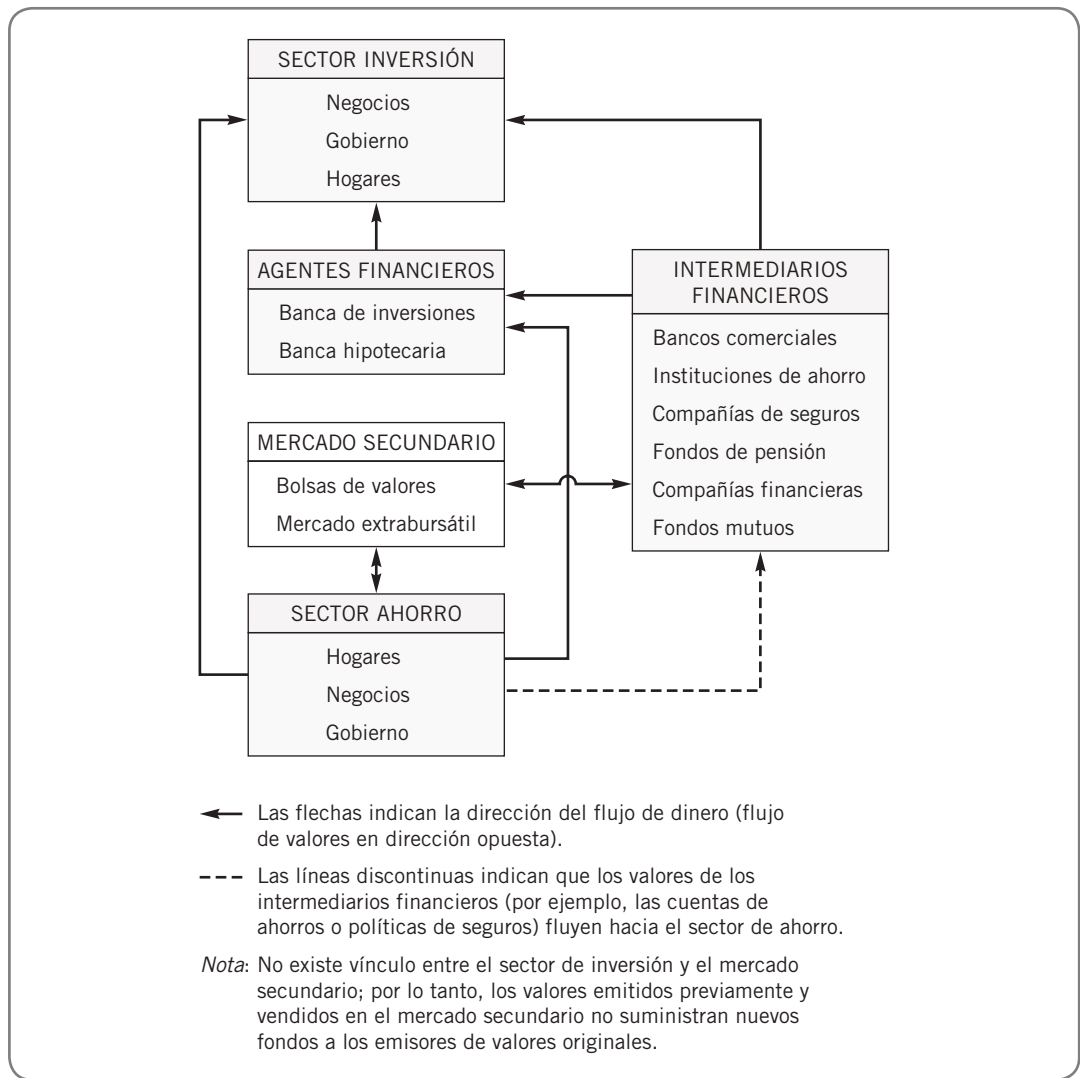 SECTOR INVERSIÓN
Negocios
Gobierno
Hogares
AGENTES FINANCIEROS
Banca de inversiones
Banca hipotecaria
INTERMEDIARIOS
FINANCIEROS
Bancos comerciales
Instituciones de ahorro
Compañías de seguros
Fondos de pensión
Compañías financieras
Fondos mutuos
MERCADO SECUNDARIO
Bolsas de valores
Mercado extrabursátil
SECTOR AHORRO
Hogares
Negocios
Gobierno
Las flechas indican la dirección del flujo de dinero (flujo
de valores en dirección opuesta).
Las líneas discontinuas indican que los valores de los
intermediarios financieros (por ejemplo, las cuentas de
ahorros o políticas de seguros) fluyen hacia el sector de ahorro.
Nota: No existe vínculo entre el sector de inversión y el mercado
secundario; por lo tanto, los valores emitidos previamente y
vendidos en el mercado secundario no suministran nuevos
fondos a los emisores de valores originales.